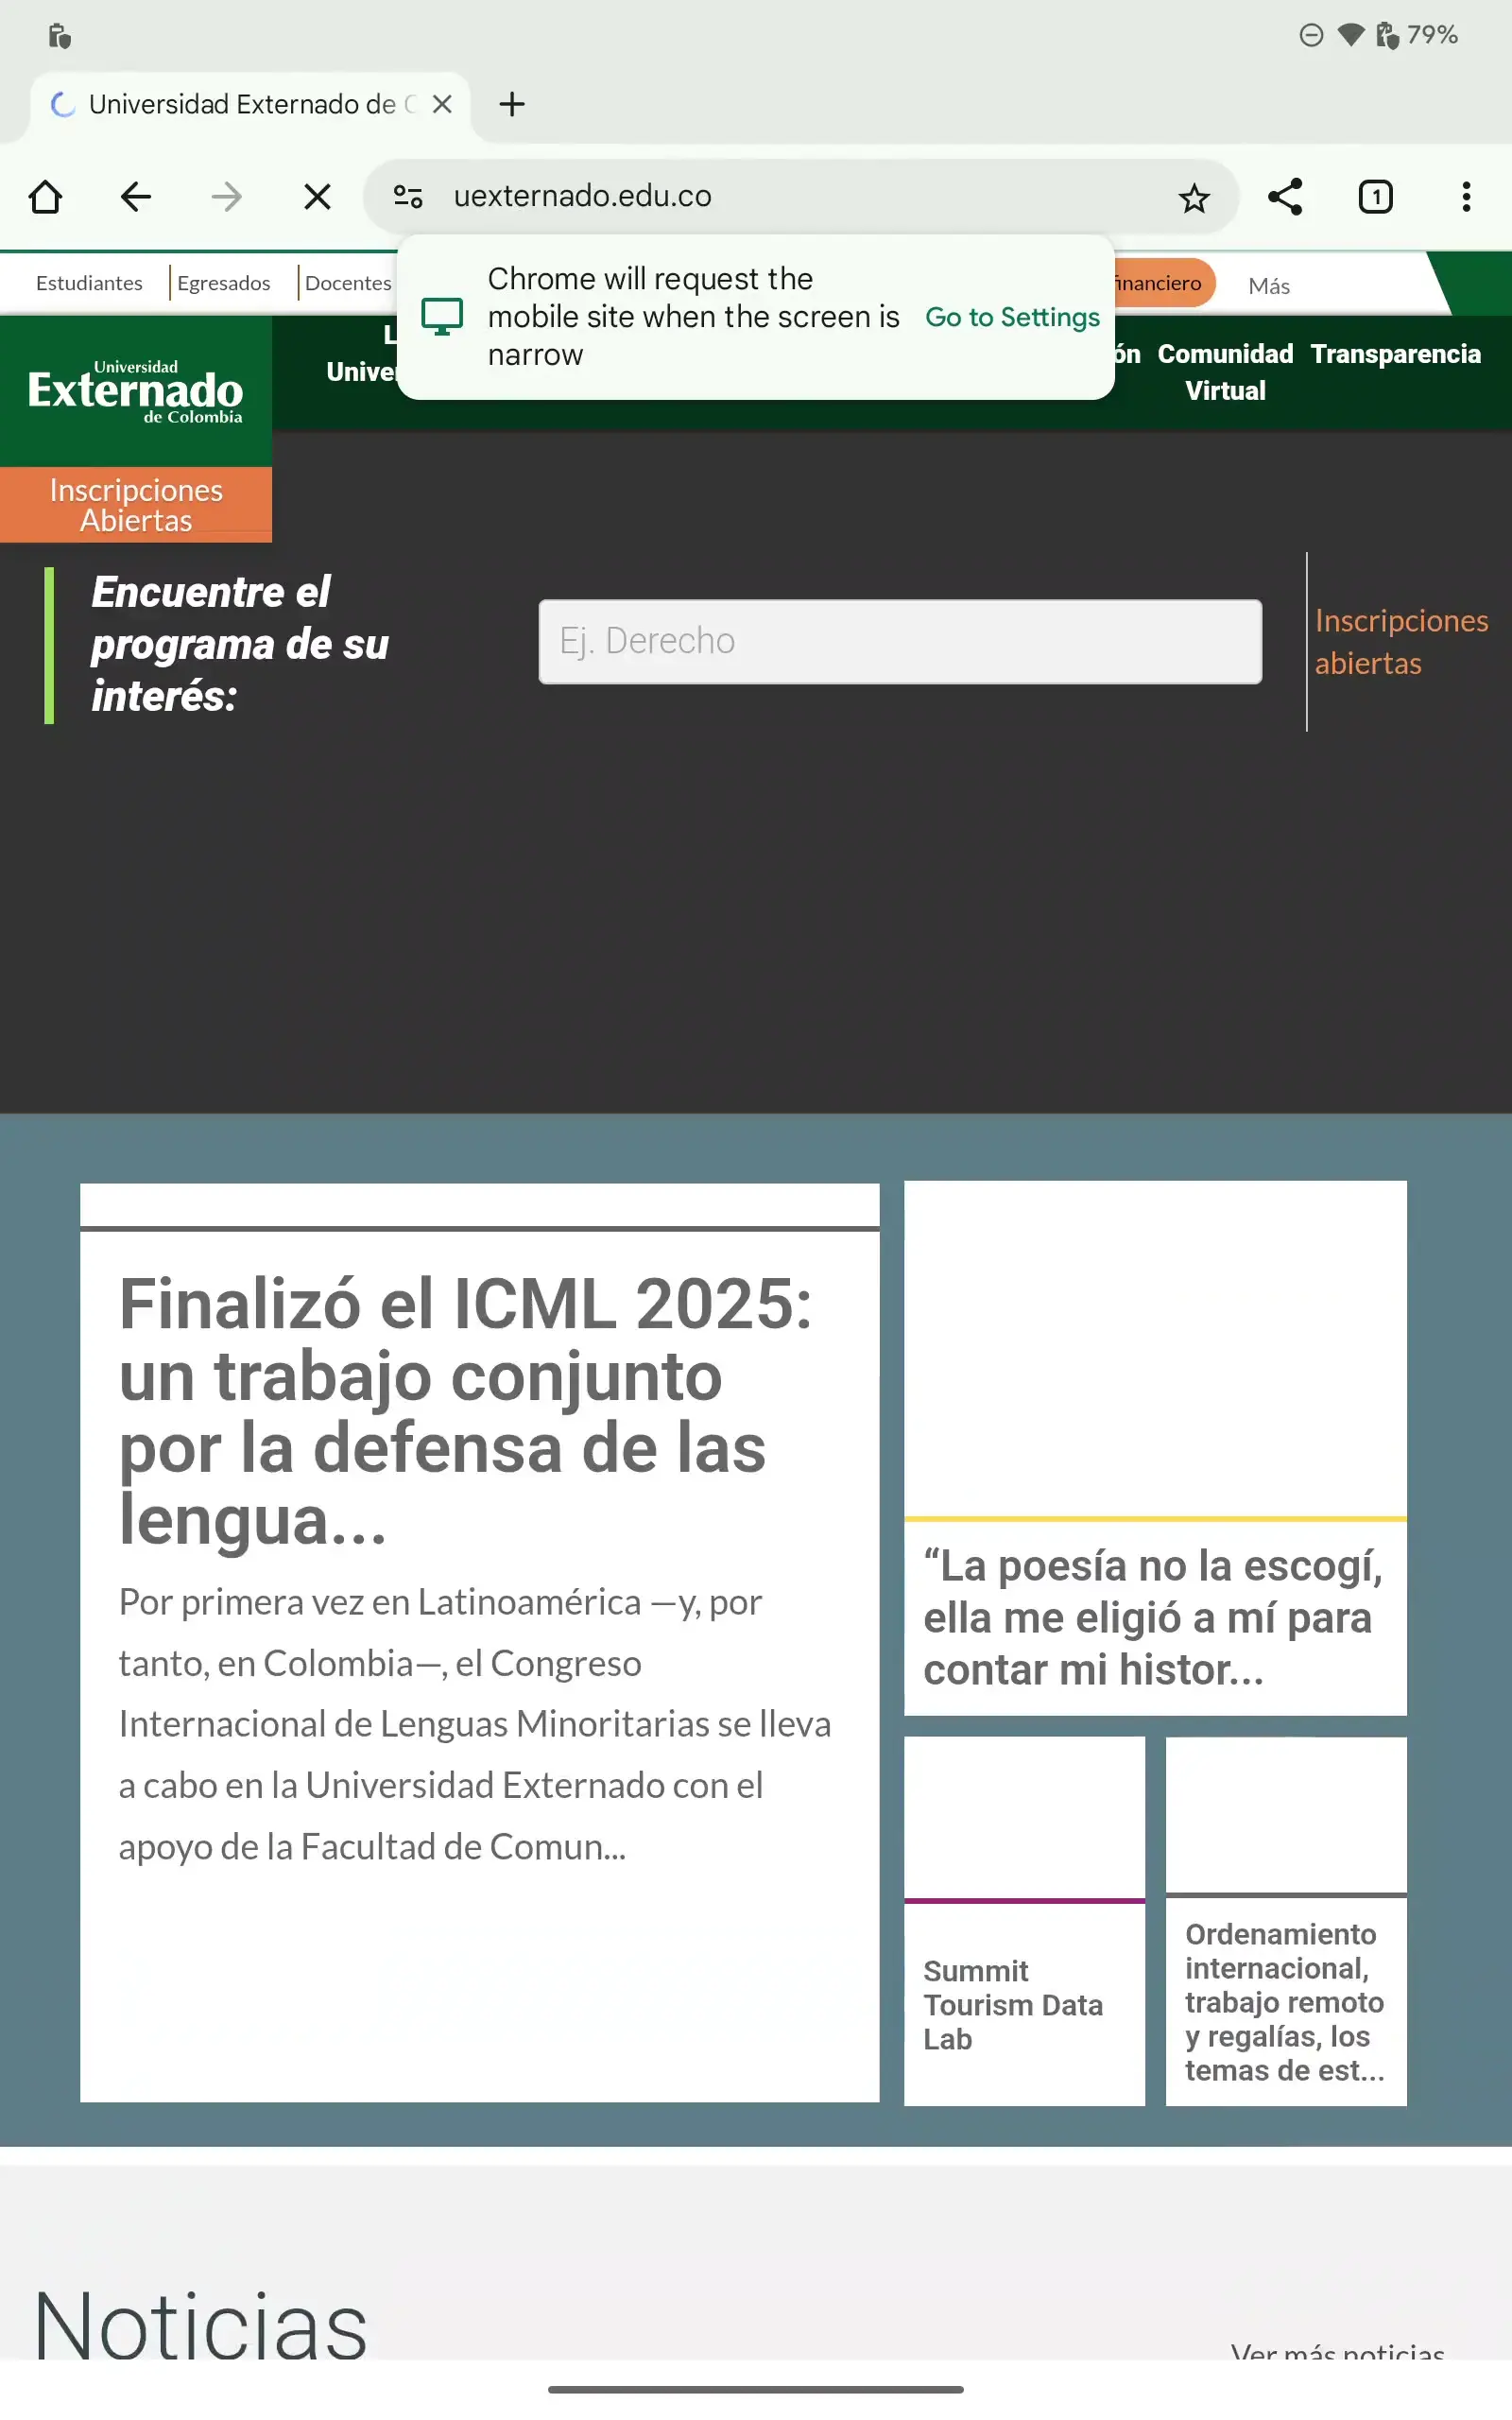 79%
Universidad Externado de
uexternado.edu.co
1
Chrome will request the
mobile site when the screen is
narrow
Go to Settings
Estudiantes
Egresados
Docentes
Más
Universidad
Externado
de Colombia
Comunidad
Virtual
Transparencia
Inscripciones
Abiertas
Encuentre el
programa de su
interés:
Ej. Derecho
Inscripciones
abiertas
Finalizó el ICML 2025:
un trabajo conjunto
por la defensa de las
lengua...
Por primera vez en Latinoamérica —y, por
tanto, en Colombia—, el Congreso
Internacional de Lenguas Minoritarias se lleva
a cabo en la Universidad Externado con el
apoyo de la Facultad de Comun...
“La poesía no la escogí,
ella me eligió a mí para
contar mi histor...
Summit
Tourism Data
Lab
Ordenamiento
internacional,
trabajo remoto
y regalías, los
temas de est...
Noticias
Ver más noticias